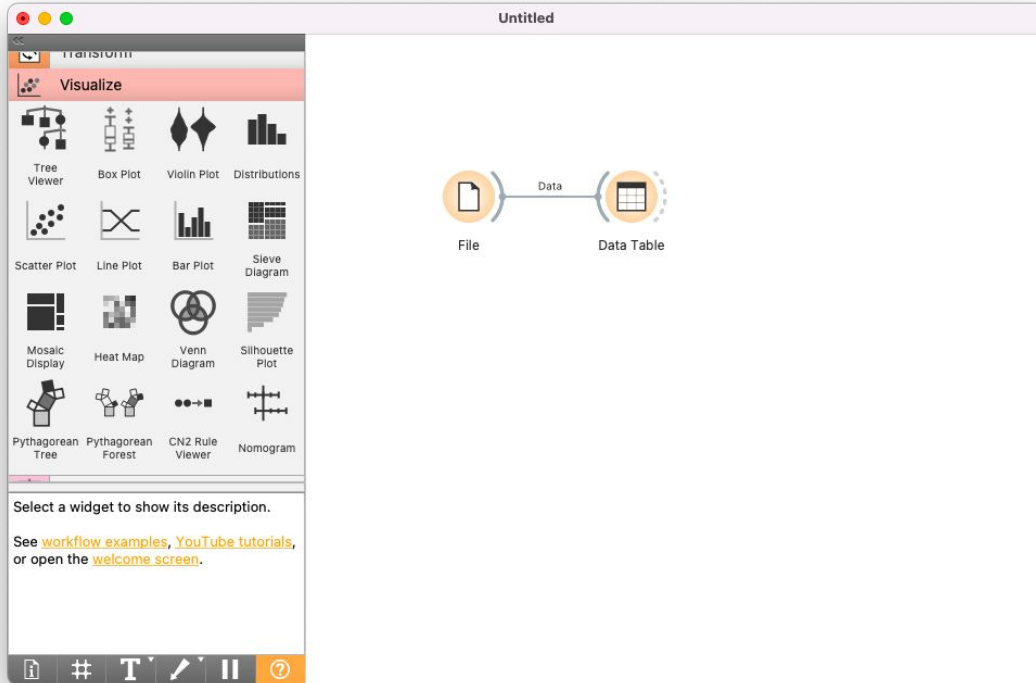 Untitled
Transform
Visualize
Tree
Viewer
Box Plot
Violin Plot
Distributions
Scatter Plot
Line Plot
Bar Plot
Sieve
Diagram
Mosaic
Display
Heat Map
Venn
Diagram
Silhouette
Plot
Pythagorean
Tree
Pythagorean
Forest
CN2 Rule
Viewer
Nomogram
Select a widget to show its description.
See workflow examples, YouTube tutorials,
or open the welcome screen.
Data
File
Data Table